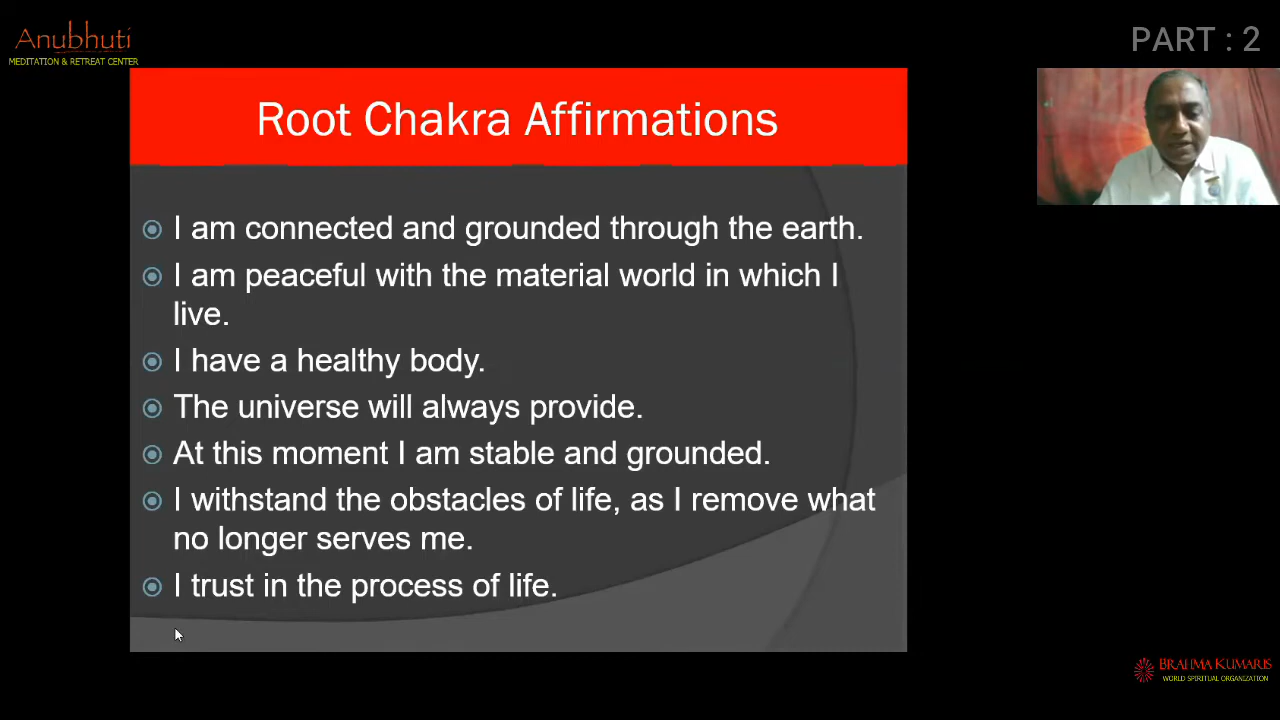 Anubhuti
MEDITATION & RETREAT CENTER
PART : 2
Root Chakra Affirmations
I am connected and grounded through the earth.
I am peaceful with the material world in which I
live.
I have a healthy body.
The universe will always provide.
At this moment I am stable and grounded.
I withstand the obstacles of life, as I remove what
no longer serves me.
I trust in the process of life.
BRAHMA KUMARIS
WORLD SPIRITUAL ORGANIZATION